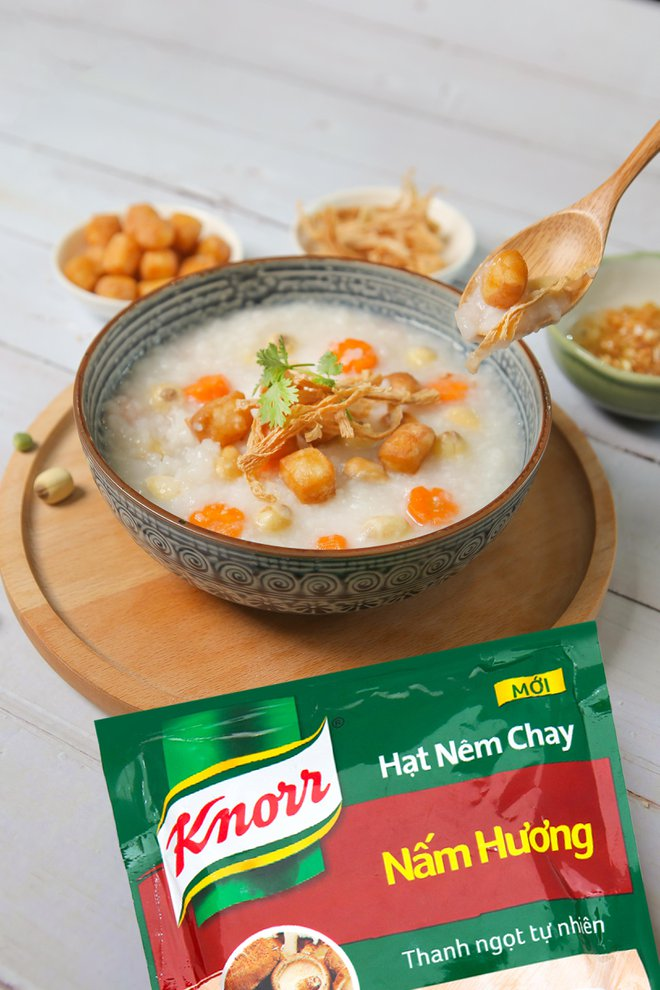 MỚI
Hạt Nêm Chay
Knorr
®
Nấm Hương
Thanh ngọt tự nhiên